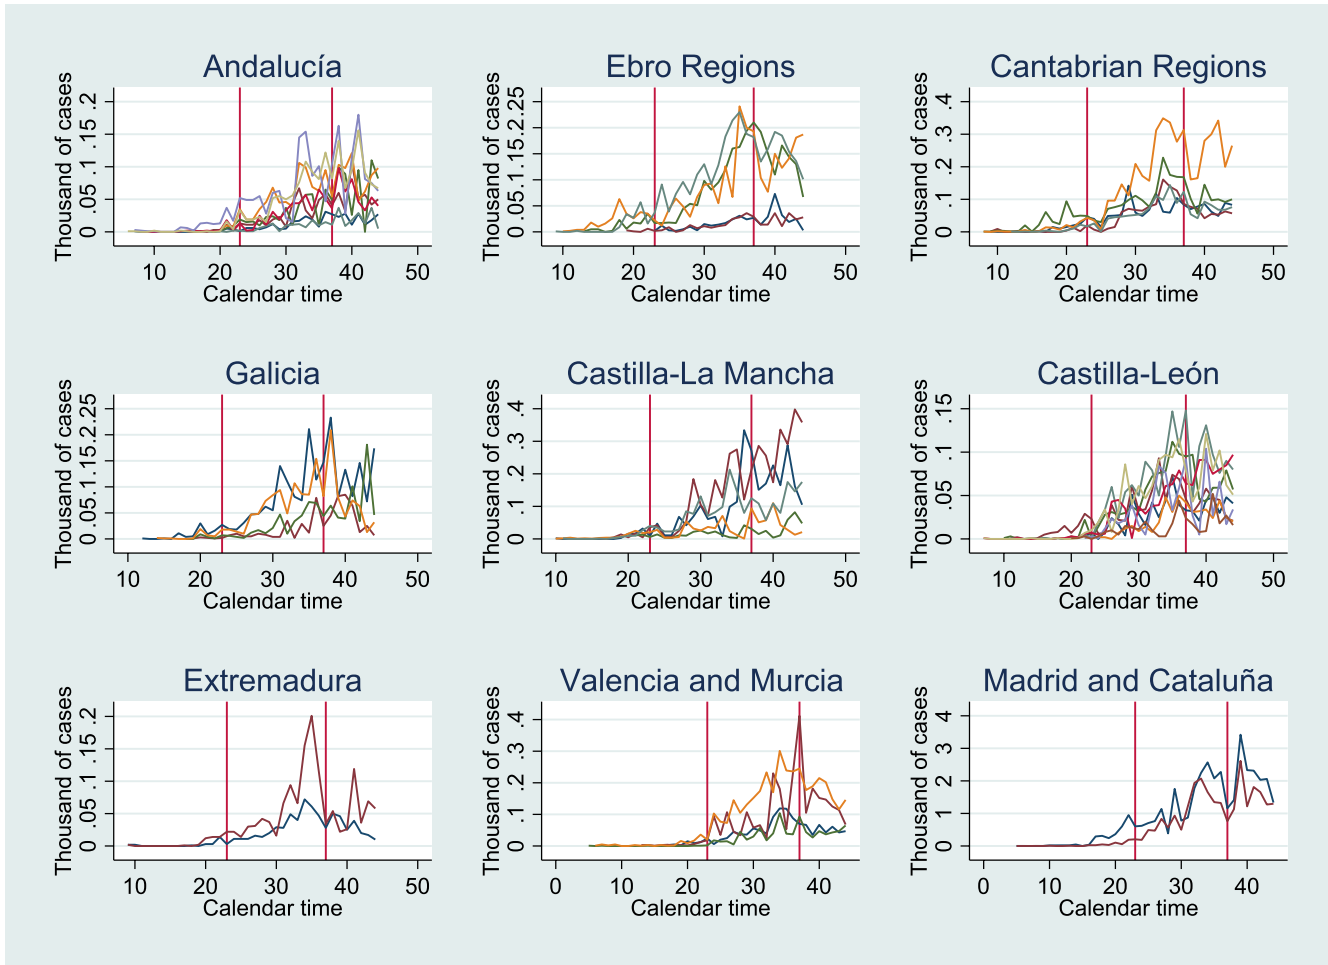 Andalucía
Ebro Regions
Cantabrian Regions
Thousand of cases
0 .05 .1 .15 .2
10 20 30 40 50
Calendar time
Thousand of cases
0 .05 .1 .15 .2 .25
10 20 30 40 50
Calendar time
Thousand of cases
0 .1 .2 .3 .4
10 20 30 40 50
Calendar time
Galicia
Castilla-La Mancha
Castilla-León
Thousand of cases
0 .05 .1 .15 .2 .25
10 20 30 40 50
Calendar time
Thousand of cases
0 .1 .2 .3 .4
10 20 30 40 50
Calendar time
Thousand of cases
0 .05 .1 .15
10 20 30 40 50
Calendar time
Extremadura
Valencia and Murcia
Madrid and Cataluña
Thousand of cases
0 .05 .1 .15 .2
10 20 30 40 50
Calendar time
Thousand of cases
0 .1 .2 .3 .4
0 10 20 30 40
Calendar time
Thousand of cases
0 1 2 3 4
0 10 20 30 40
Calendar time